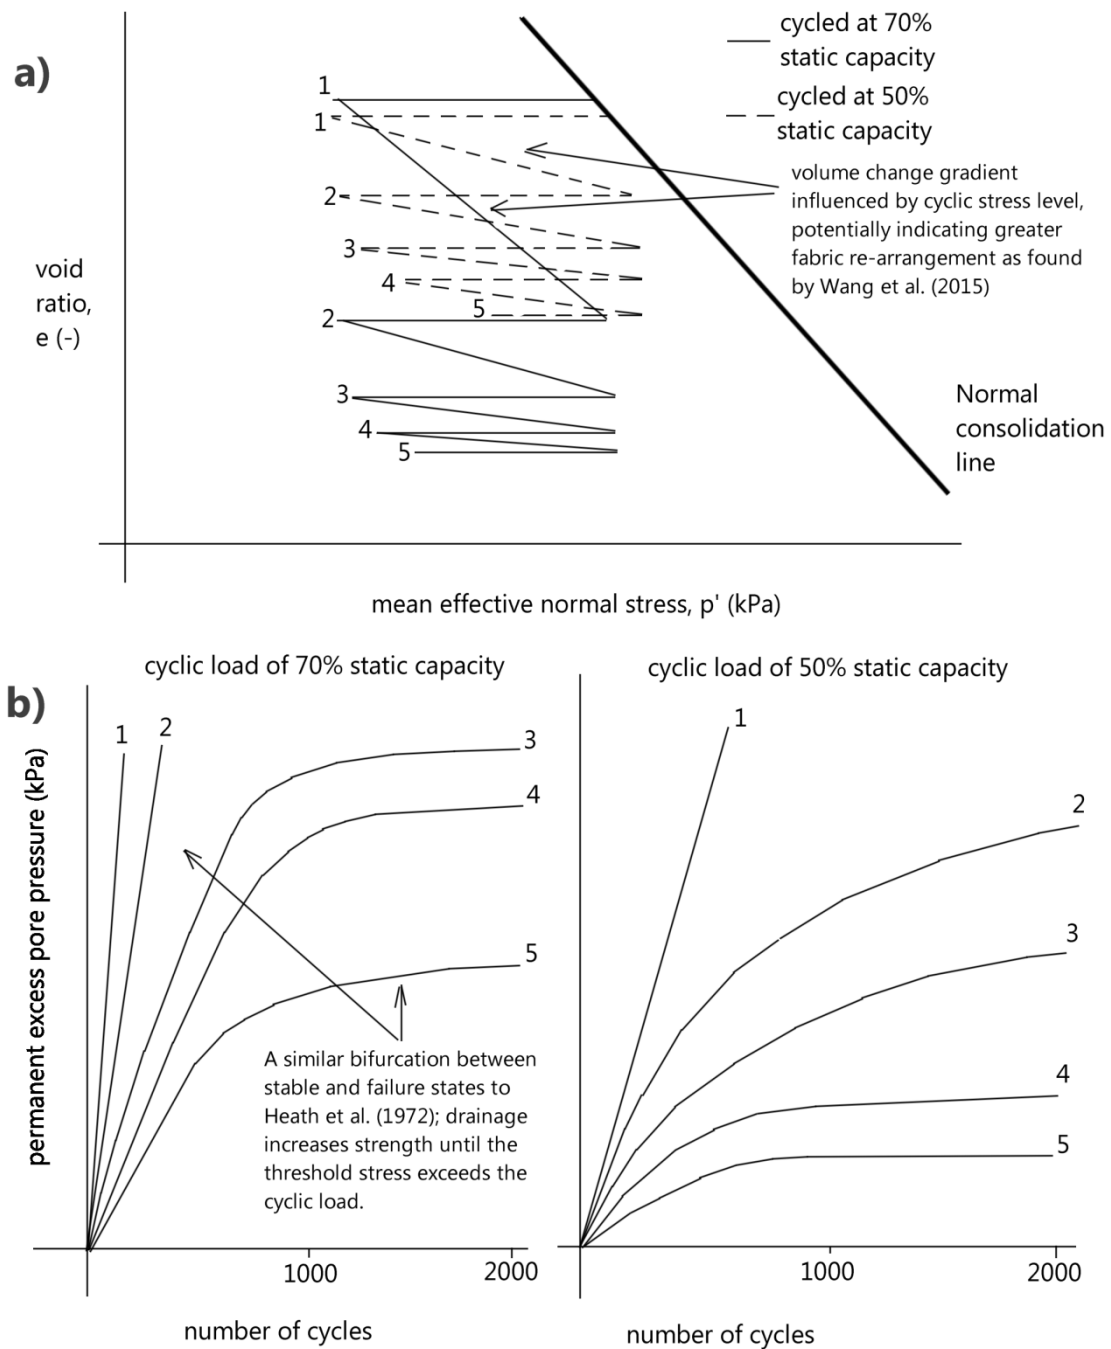 a)
cycled at 70%
static capacity
cycled at 50%
static capacity
volume change gradient
influenced by cyclic stress level,
potentially indicating greater
fabric re-arrangement as found
by Wang et al. (2015)
1
1
2
3
4
5
2
3
4
5
void
ratio,
e (-)
Normal
consolidation
line
mean effective normal stress, p' (kPa)
b)
cyclic load of 70% static capacity
permanent excess pore pressure (kPa)
1
2
3
4
5
A similar bifurcation between
stable and failure states to
Heath et al. (1972); drainage
increases strength until the
threshold stress exceeds the
cyclic load.
1000
2000
number of cycles
cyclic load of 50% static capacity
1
2
3
4
5
1000
2000
number of cycles